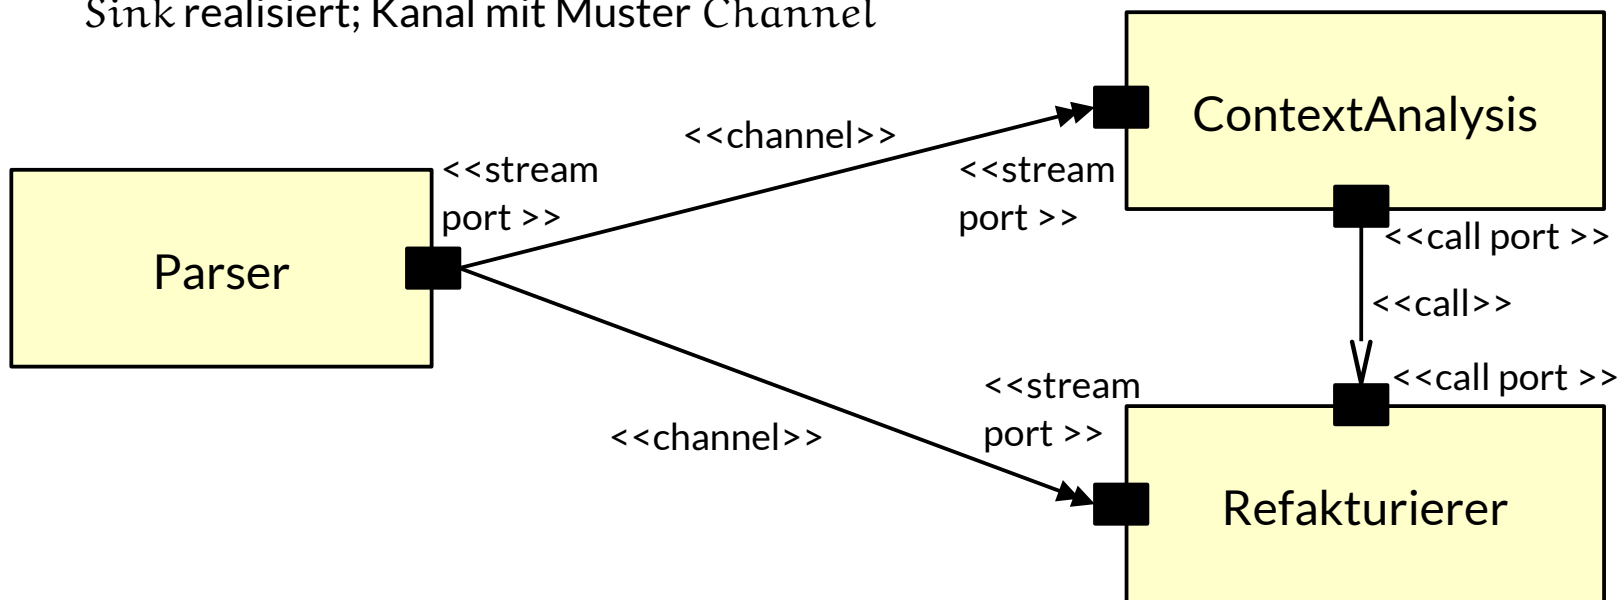 Sink realisiert; Kanal mit Muster Channel
ContextAnalysis
<<channel>>
<<stream
port >>
<<stream
port >>
<<call port >>
Parser
<<call>>
<<call port >>
<<stream
port >>
<<channel>>
Refakturierer